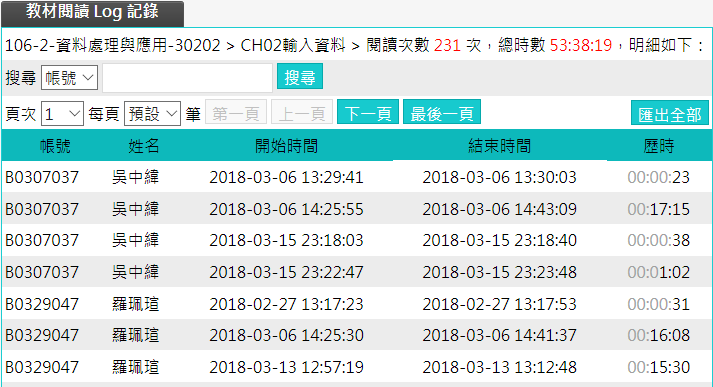 教材閱讀 Log 記錄
106-2-資料處理與應用-30202 > CH02輸入資料 > 閱讀次數 231 次，總時數 53:38:19，明細如下：
搜尋 帳號 搜尋
頁次 1 每頁 預設 筆 第一頁 上一頁 下一頁 最後一頁 匯出全部
帳號 姓名 開始時間 結束時間 歷時
B0307037 吳中緯 2018-03-06 13:29:41 2018-03-06 13:30:03 00:00:23
B0307037 吳中緯 2018-03-06 14:25:55 2018-03-06 14:43:09 00:17:15
B0307037 吳中緯 2018-03-15 23:18:03 2018-03-15 23:18:40 00:00:38
B0307037 吳中緯 2018-03-15 23:22:47 2018-03-15 23:23:48 00:01:02
B0329047 羅珮瑄 2018-02-27 13:17:23 2018-02-27 13:17:53 00:00:31
B0329047 羅珮瑄 2018-03-06 14:25:30 2018-03-06 14:41:37 00:16:08
B0329047 羅珮瑄 2018-03-13 12:57:19 2018-03-13 13:12:48 00:15:30